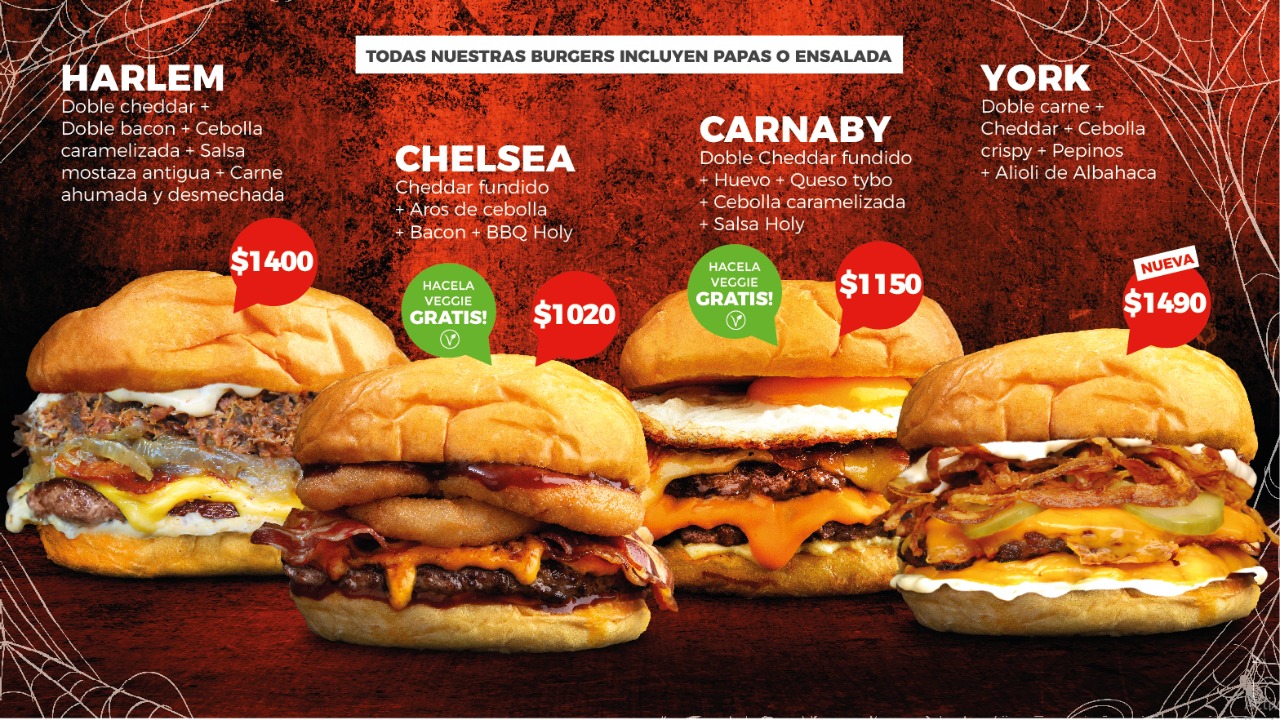 TODAS NUESTRAS BURGERS INCLUYEN PAPAS O ENSALADA
HARLEM
Doble cheddar +
Doble bacon + Cebolla
caramelizada + Salsa
mostaza antigua + Carne
ahumada y desmechada
$1400
CHELSEA
Cheddar fundido
+ Aros de cebolla
+ Bacon + BBQ Holy
HACELA
VEGGIE
GRATIS!
$1020
CARNABY
Doble Cheddar fundido
+ Huevo + Queso tybo
+ Cebolla caramelizada
+ Salsa Holy
HACELA
VEGGIE
GRATIS!
$1150
YORK
Doble carne +
Cheddar + Cebolla
crispy + Pepinos
+ Alioli de Albahaca
NUEVA
$1490